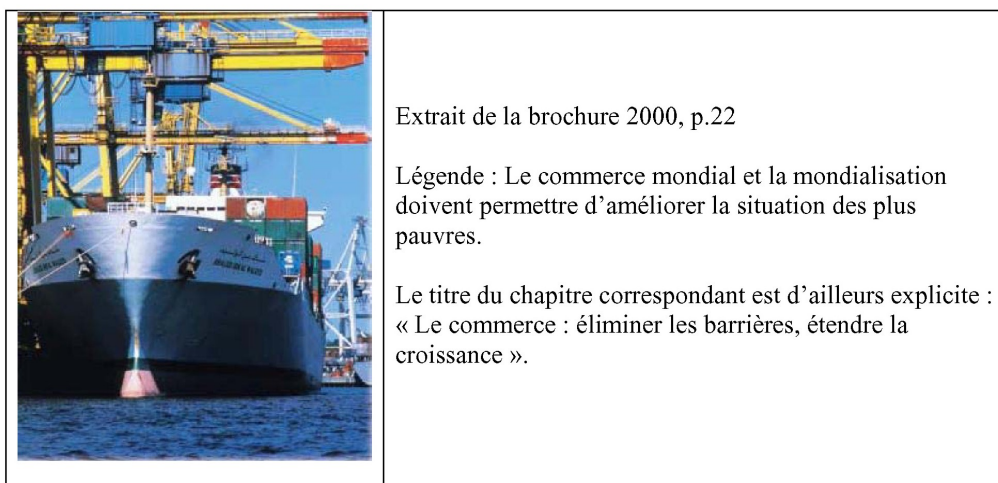 Extrait de la brochure 2000, p.22
Légende : Le commerce mondial et la mondialisation
doivent permettre d’améliorer la situation des plus
pauvres.
Le titre du chapitre correspondant est d’ailleurs explicite :
« Le commerce : éliminer les barrières, étendre la
croissance ».